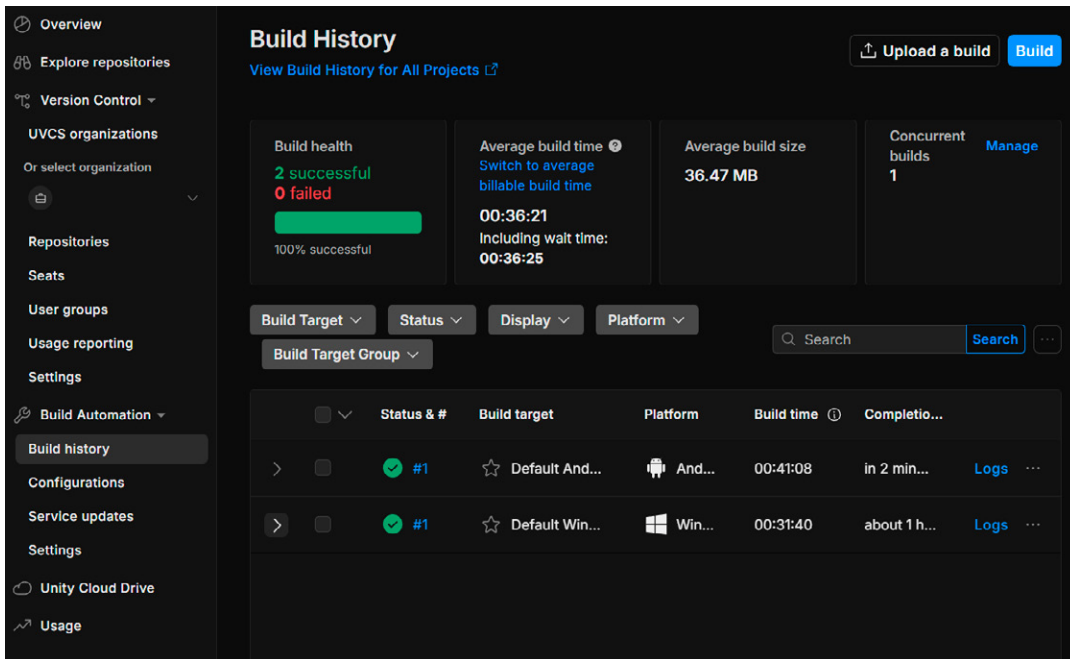 Overview
Explore repositories
Version Control
UVCS organizations
Or select organization
Repositories
Seats
User groups
Usage reporting
Settings
Build Automation
Build history
Configurations
Service updates
Settings
Unity Cloud Drive
Usage
Build History
View Build History for All Projects
Upload a build
Build
Build health
2 successful
0 failed
100% successful
Average build time
Switch to average
billable build time
00:36:21
Including wait time:
00:36:25
Average build size
36.47 MB
Concurrent
builds
1
Manage
Build Target
Status
Display
Platform
Build Target Group
Search
Search
Status & # Build target Platform Build time Completio...
#1 Default And... And... 00:41:08 in 2 min... Logs ...
#1 Default Win... Win... 00:31:40 about 1 h... Logs ...